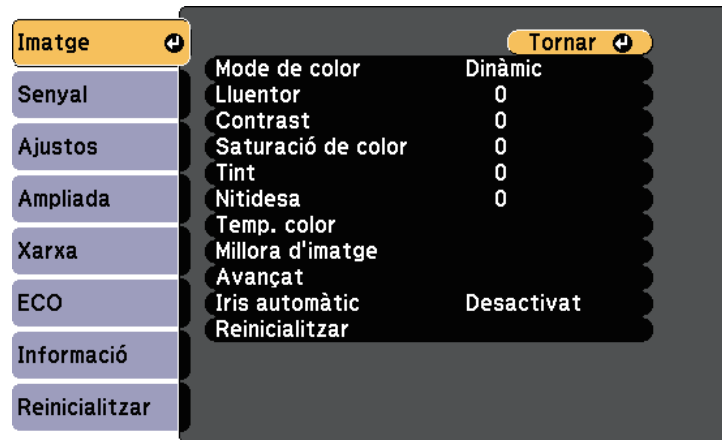 Imatge
Senyal
Ajustos
Ampliada
Xarxa
ECO
Informació
Reinicialitzar
Tornar
Mode de color Dinàmic
Lluentor 0
Contrast 0
Saturació de color 0
Tint 0
Nitidesa 0
Temp. color
Millora d'imatge
Avançat
Iris automàtic Desactivat
Reinicialitzar